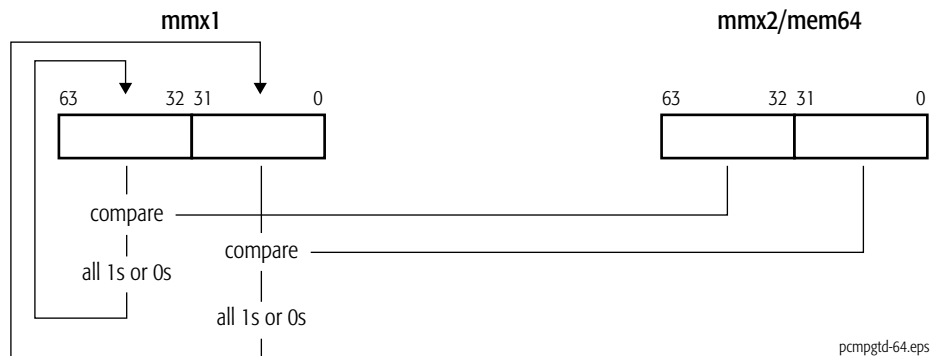 mmx1 mmx2/mem64
63 32 31 0 63 32 31 0
compare
compare
all 1s or 0s
all 1s or 0s
pcmpgtd-64.eps